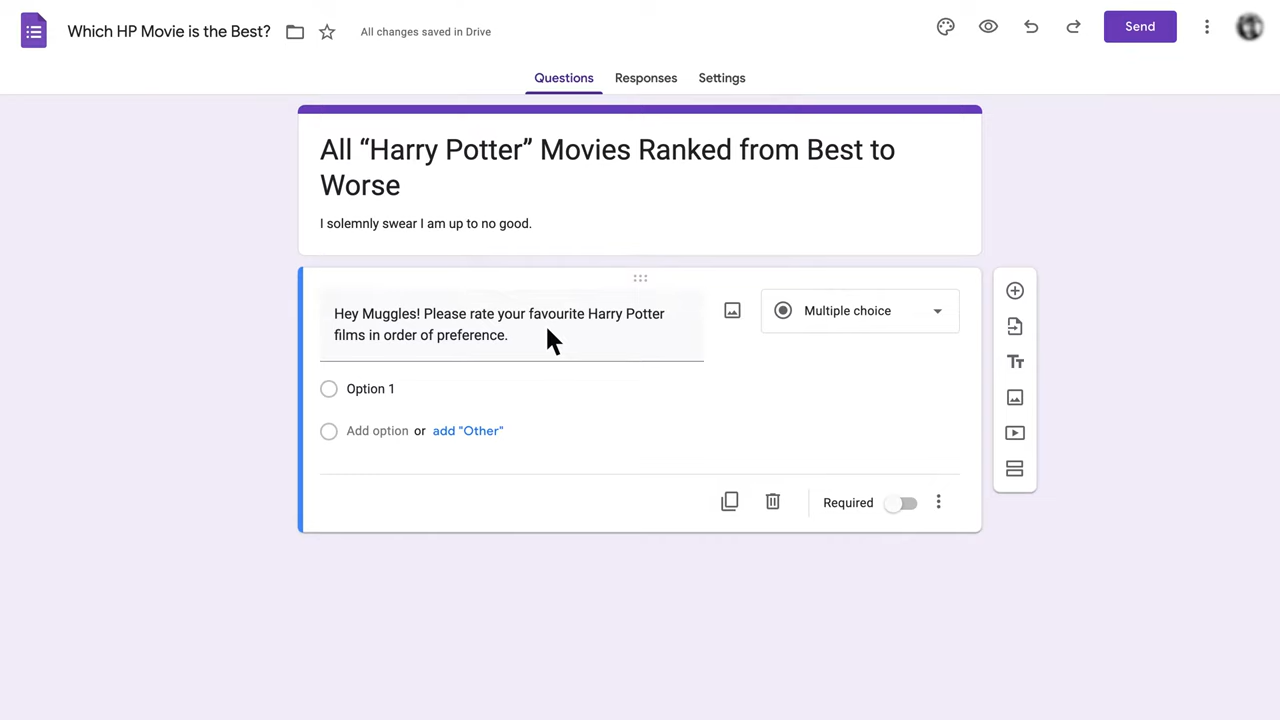 Which HP Movie is the Best?
All changes saved in Drive
Send
Questions
Responses
Settings
All “Harry Potter” Movies Ranked from Best to
Worse
I solemnly swear I am up to no good.
Hey Muggles! Please rate your favourite Harry Potter
films in order of preference.
Multiple choice
Option 1
Add option or add "Other"
Required
Tт